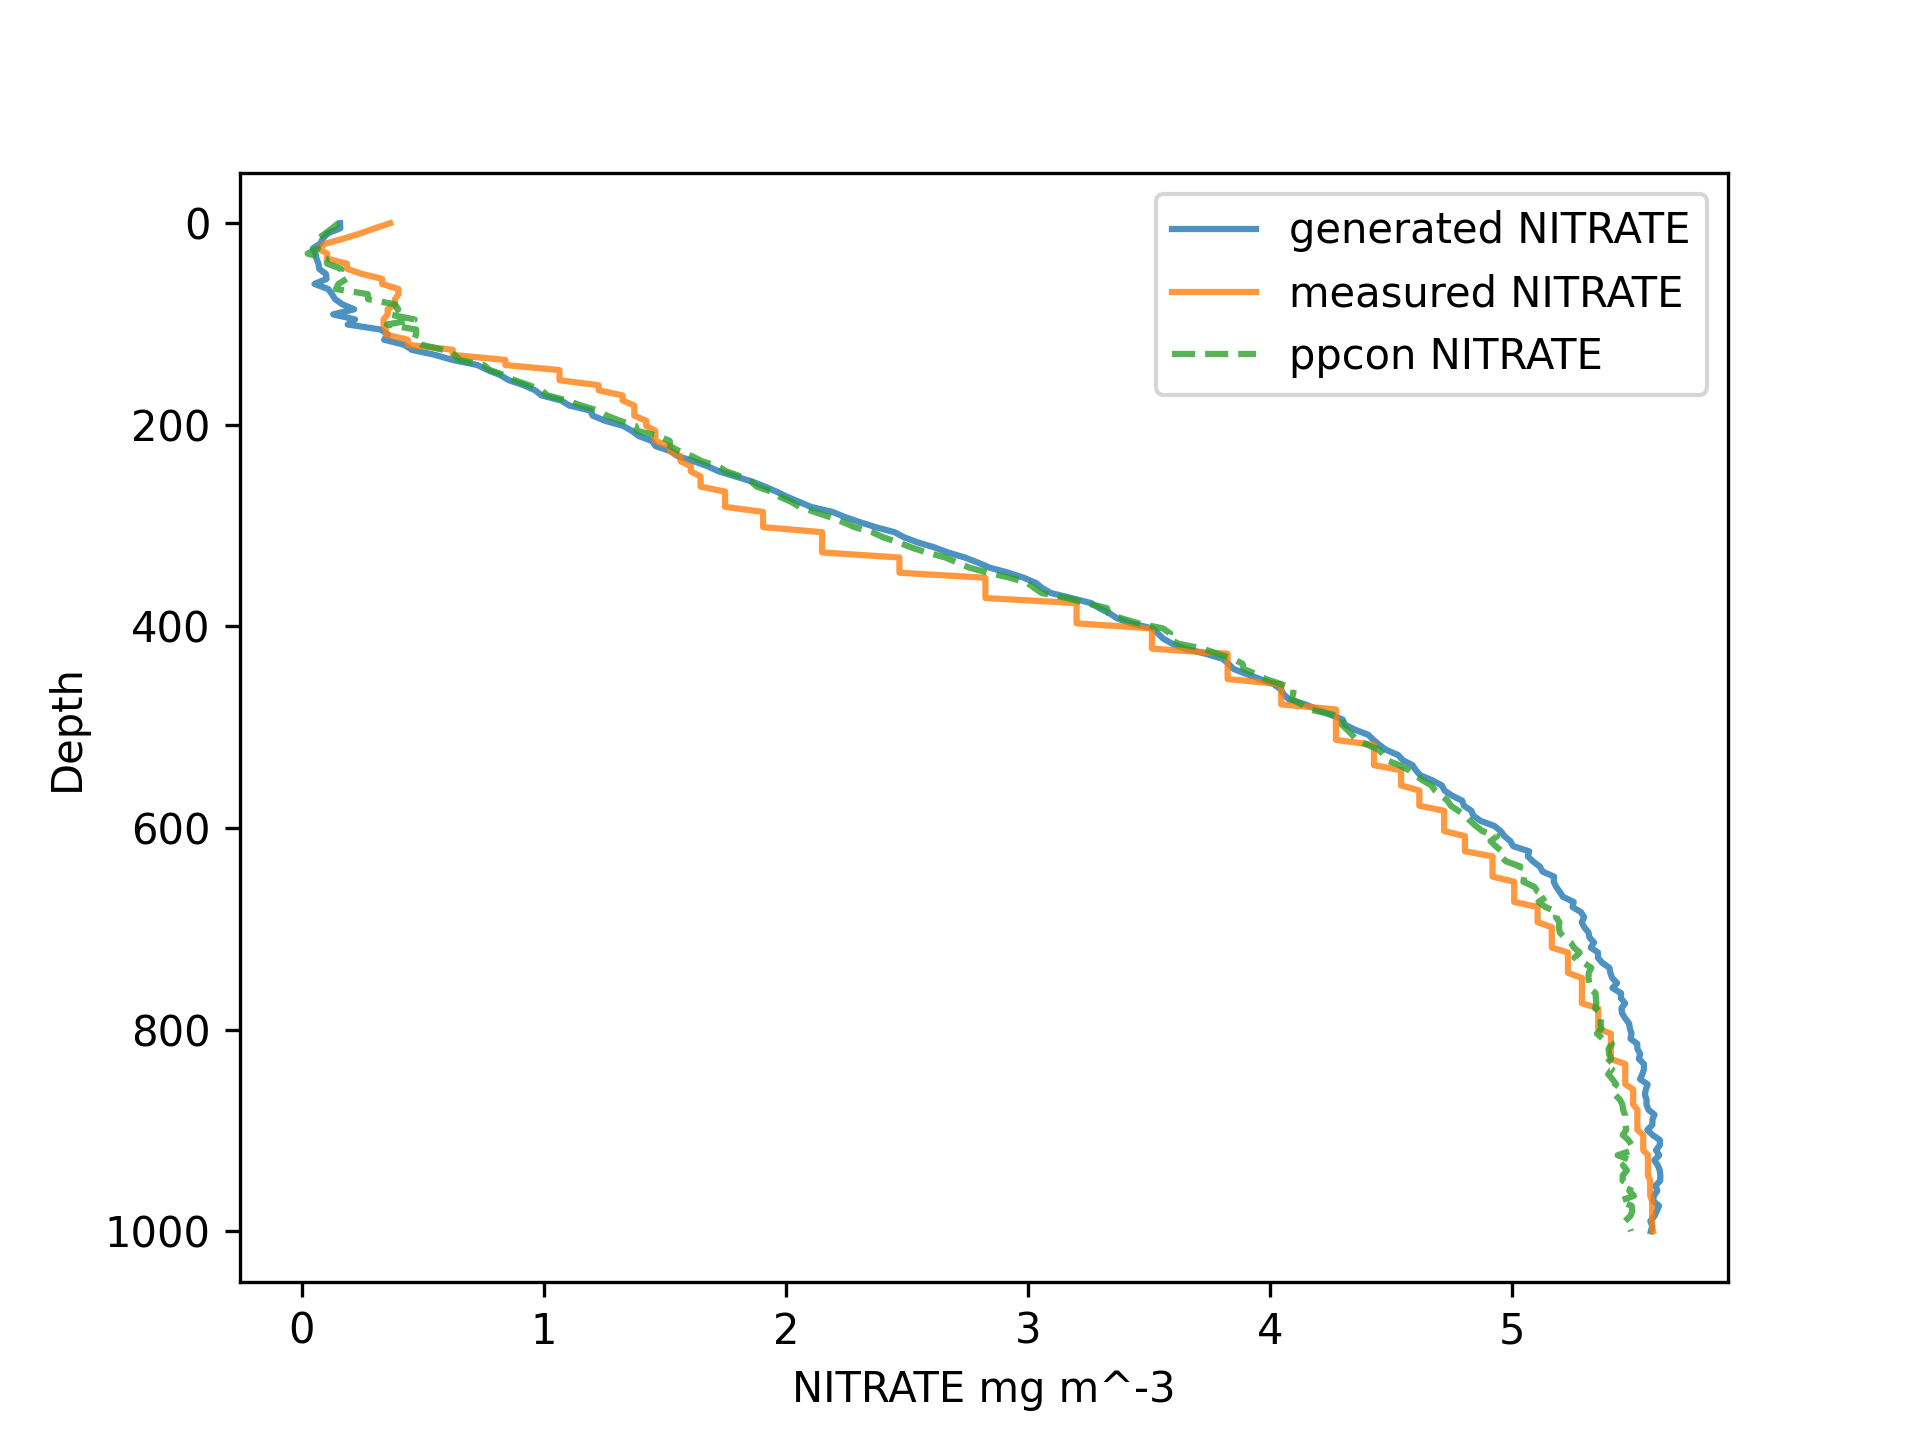 generated NITRATE
measured NITRATE
ppcon NITRATE
0
200
400
600
800
1000
Depth
0 1 2 3 4 5
NITRATE mg m^-3